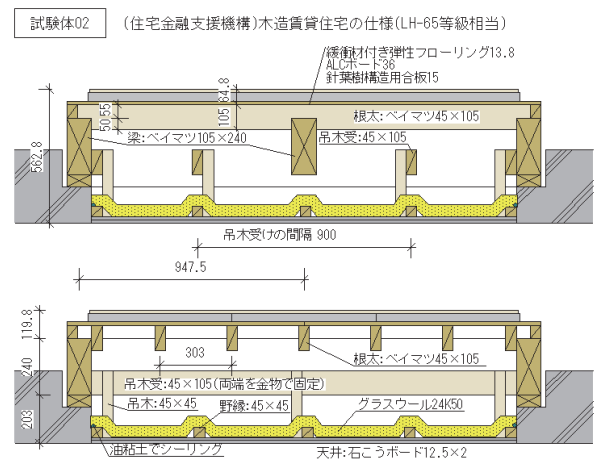 試験体02
(住宅金融支援機構)木造賃貸住宅の仕様(LH-65等級相当)
緩衝材付き弾性フローリング13.8
ALCボード36
針葉樹構造用合板15
64.8
105
55
50
562.8
根太:ベイマツ45×105
梁:ベイマツ105×240
吊木受:45×105
吊木受けの間隔 900
947.5
119.8
240
203
303
根太:ベイマツ45×105
吊木受:45×105(両端を金物で固定)
吊木:45×45
野縁:45×45
グラスウール24K50
油粘土でシーリング
天井:石こうボード12.5×2